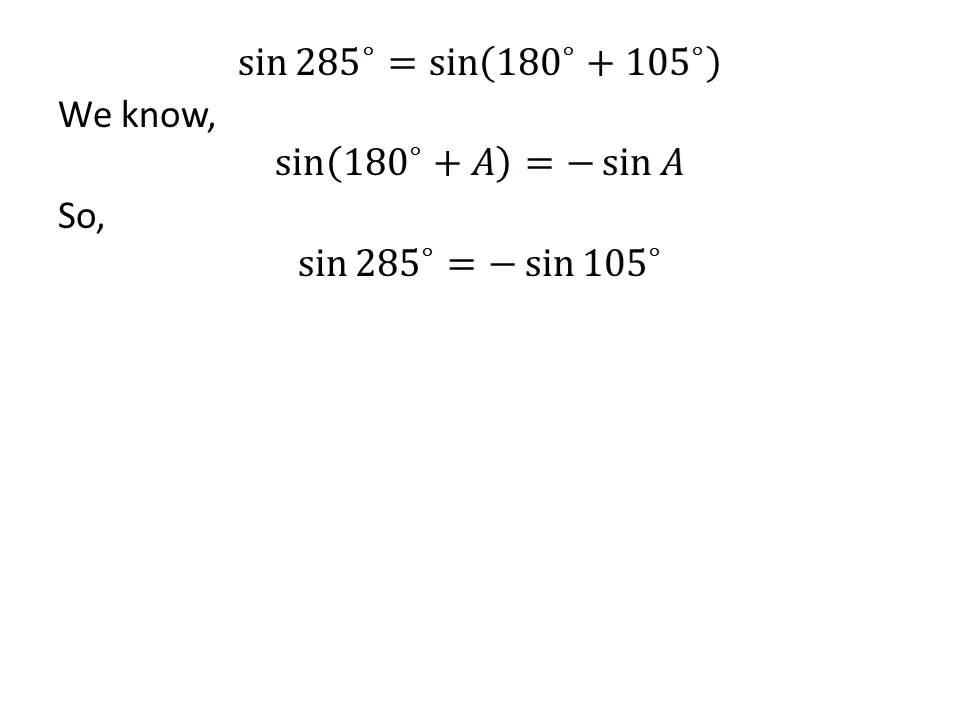 sin 285° = sin(180° + 105°)
We know,
sin(180° + A) = − sin A
So,
sin 285° = − sin 105°